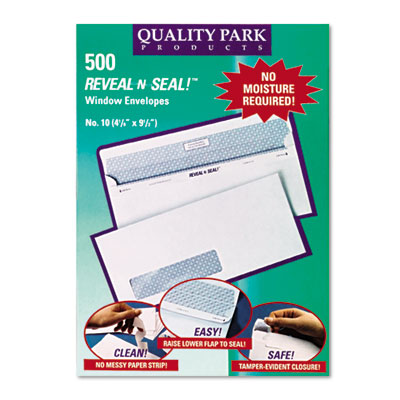 QUALITY PARK
PRODUCTS
500
REVEAL-N-SEAL!™
Window Envelopes
No. 10 (4⅛" x 9½")
NO
MOISTURE
REQUIRED!
REVEAL-N-SEAL
EASY!
RAISE LOWER FLAP TO SEAL!
CLEAN!
NO MESSY PAPER STRIP!
SAFE!
TAMPER-EVIDENT CLOSURE!